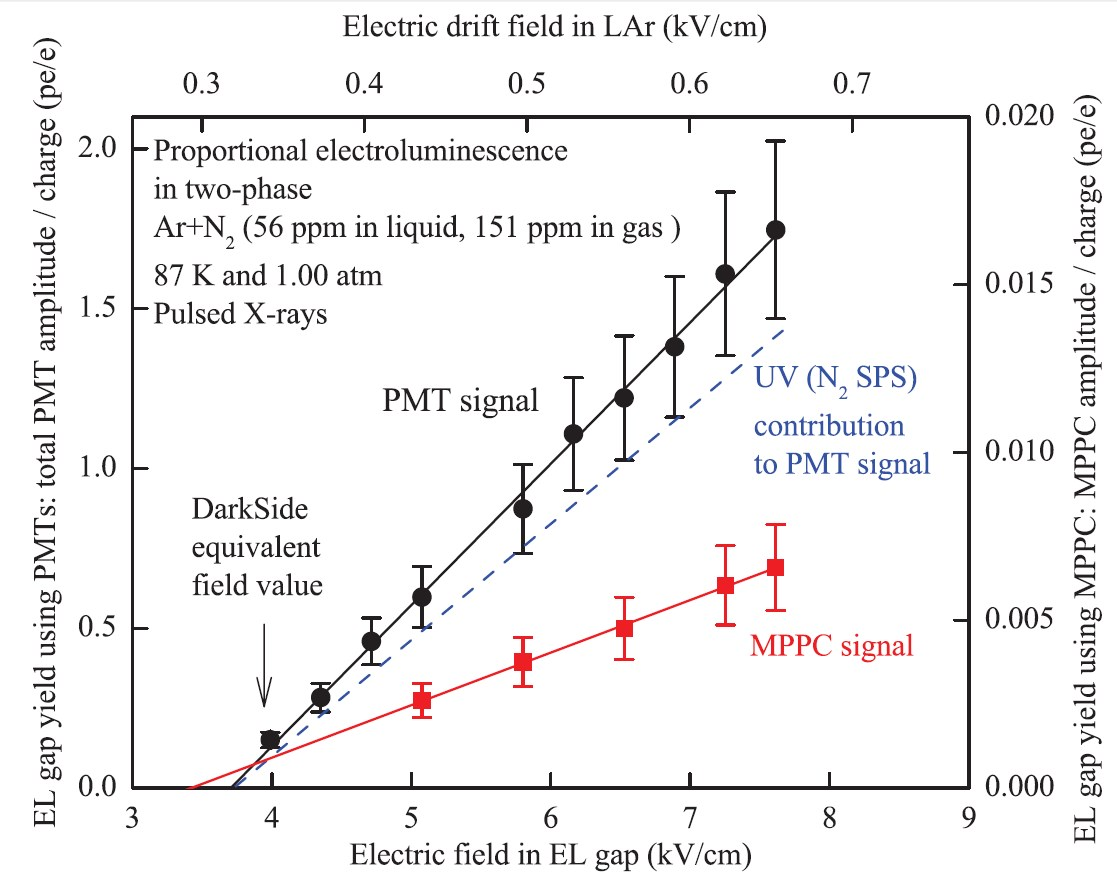 Electric drift field in LAr (kV/cm)
0.3 0.4 0.5 0.6 0.7
EL gap yield using PMTs: total PMT amplitude / charge (pe/e)
2.0
1.5
1.0
0.5
0.0
Proportional electroluminescence
in two-phase
Ar+N2 (56 ppm in liquid, 151 ppm in gas )
87 K and 1.00 atm
Pulsed X-rays
PMT signal
UV (N2 SPS)
contribution
to PMT signal
DarkSide
equivalent
field value
MPPC signal
0.020
0.015
0.010
0.005
0.000
EL gap yield using MPPC: MPPC amplitude / charge (pe/e)
3 4 5 6 7 8 9
Electric field in EL gap (kV/cm)